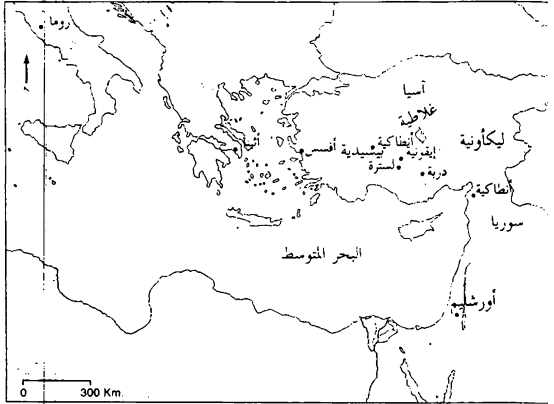 روما
آسيا
غلاطية
ليكأونية
أثينا
أفسس
أنطاكية
بيسيدية
إيقونية
لسترة
دربة
أنطاكية
سوريا
البحر المتوسط
أورشليم
0 300 Km.